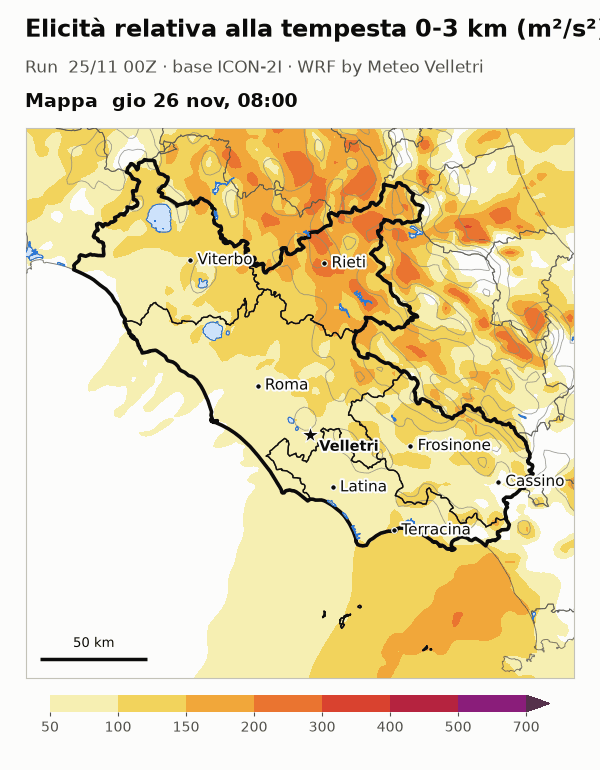 Elicità relativa alla tempesta 0-3 km (m²/s²)
Run 25/11 00Z · base ICON-2I · WRF by Meteo Velletri
Mappa gio 26 nov, 08:00
Viterbo
Rieti
Roma
Velletri
Frosinone
Latina
Cassino
Terracina
50 km
50 100 150 200 300 400 500 700